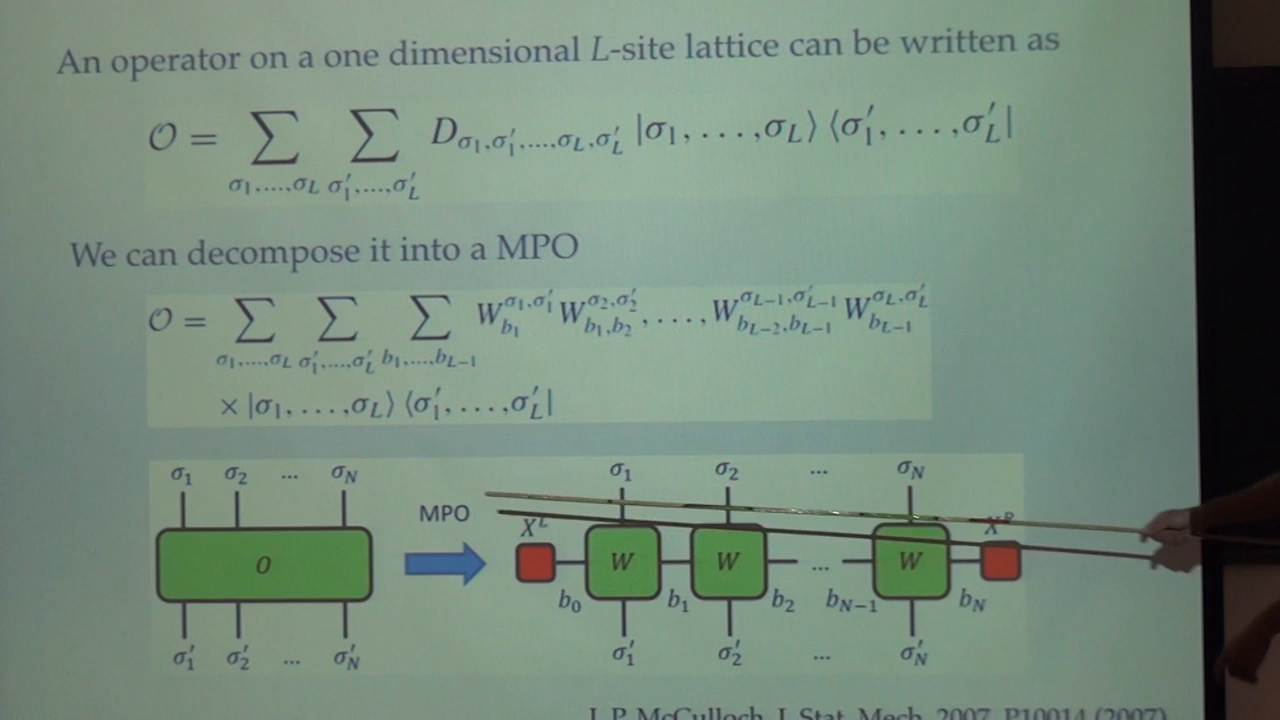 An operator on a one dimensional L-site lattice can be written as
𝒪 = ∑_{σ₁,...,σ_L} ∑_{σ′₁,...,σ′_L} D_{σ₁,σ′₁,...,σ_L,σ′_L} |σ₁,...,σ_L⟩ ⟨σ′₁,...,σ′_L|
We can decompose it into a MPO
𝒪 = ∑_{σ₁,...,σ_L} ∑_{σ′₁,...,σ′_L} ∑_{b₁,...,b_{L−1}} W^{σ₁,σ′₁}_{b₁} W^{σ₂,σ′₂}_{b₁,b₂},...,W^{σ_{L−1},σ′_{L−1}}_{b_{L−2},b_{L−1}} W^{σ_L,σ′_L}_{b_{L−1}}
× |σ₁,...,σ_L⟩ ⟨σ′₁,...,σ′_L|
σ₁ σ₂ ... σ_N σ₁ σ₂ ... σ_N
MPO X^L X^R
O W W ... W
b₀ b₁ b₂ b_{N−1} b_N
σ′₁ σ′₂ ... σ′_N σ′₁ σ′₂ ... σ′_N
I. P. McCulloch, J. Stat. Mech. 2007, P10014 (2007)